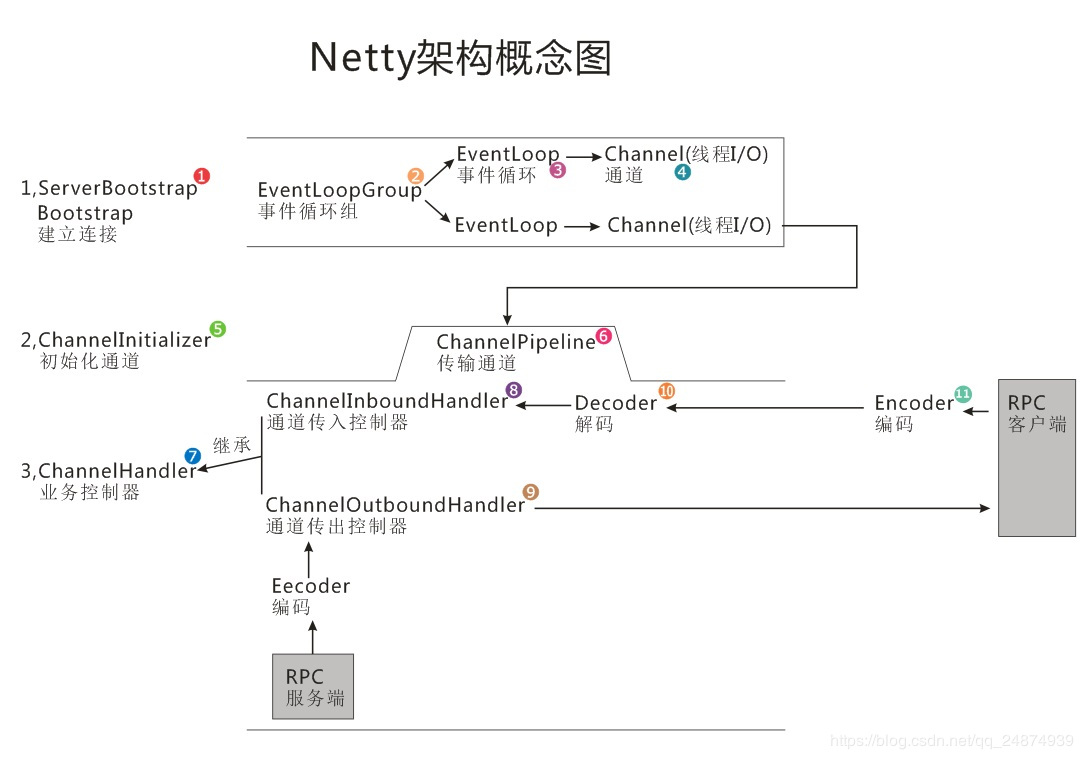 Netty架构概念图
1,ServerBootstrap 1
Bootstrap
建立连接
EventLoopGroup 2
事件循环组
EventLoop
事件循环 3
Channel(线程I/O)
通道 4
EventLoop
Channel(线程I/O)
2,ChannelInitializer 5
初始化通道
ChannelPipeline 6
传输通道
ChannelInboundHandler 8
通道传入控制器
Decoder 10
解码
Encoder 11
编码
RPC
客户端
继承
3,ChannelHandler 7
业务控制器
ChannelOutboundHandler 9
通道传出控制器
Eecoder
编码
RPC
服务端
https://blog.csdn.net/qq_24874939